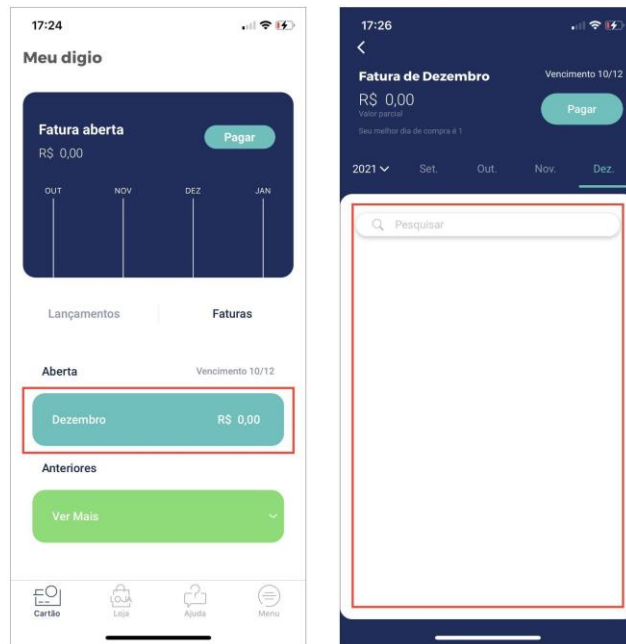 17:24
Meu digio
Fatura aberta
R$ 0,00
Pagar
OUT NOV DEZ JAN
Lançamentos Faturas
Aberta Vencimento 10/12
Dezembro R$ 0,00
Anteriores
Ver Mais
Cartão Loja Ajuda Menu
LOJA
17:26
Fatura de Dezembro Vencimento 10/12
R$ 0,00
Valor parcial
Pagar
Seu melhor dia de compra é 1
2021 Set. Out. Nov. Dez.
Pesquisar